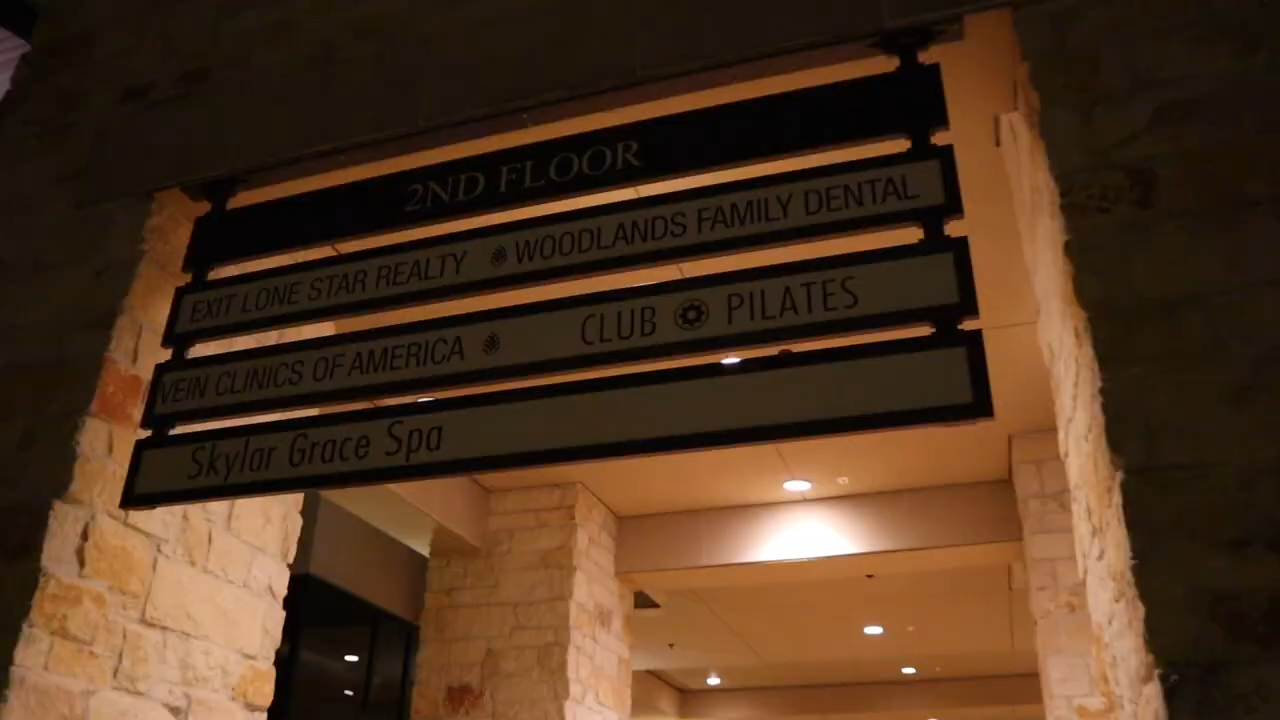 2ND FLOOR
EXIT LONE STAR REALTY WOODLANDS FAMILY DENTAL
VEIN CLINICS OF AMERICA CLUB PILATES
Skylar Grace Spa